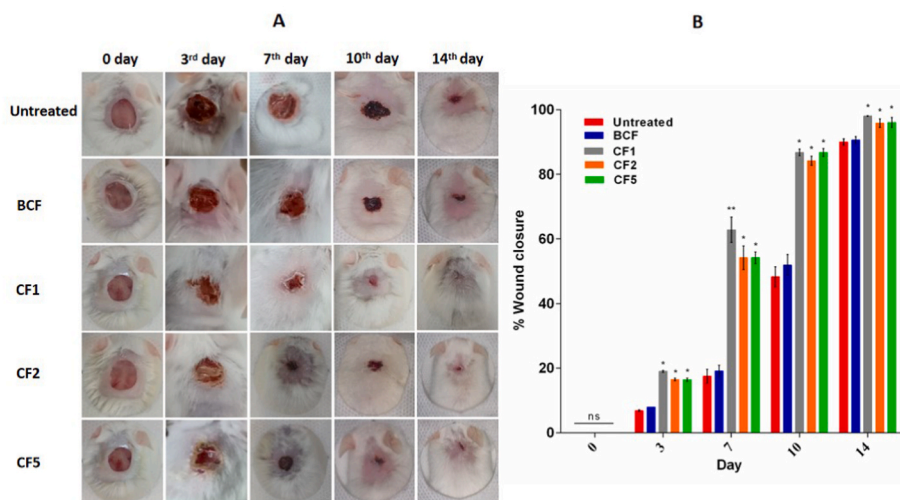 A
0 day 3rd day 7th day 10th day 14th day
Untreated
BCF
CF1
CF2
CF5
B
% Wound closure
100
80
60
40
20
0
Untreated
BCF
CF1
CF2
CF5
ns
* * *
** * *
* * *
* * *
0 3 7 10 14
Day